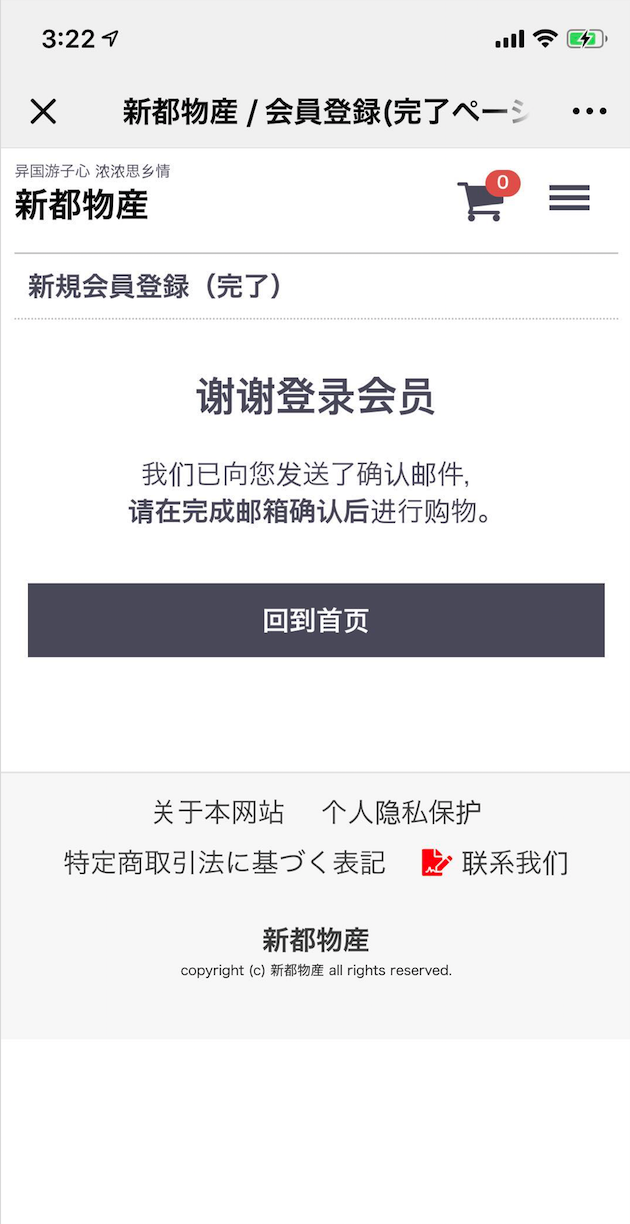 3:22
新都物産 / 会員登録(完了ページ
异国游子心 浓浓思乡情
新都物産
0
新規会員登録（完了）
谢谢登录会员
我们已向您发送了确认邮件,
请在完成邮箱确认后进行购物。
回到首页
关于本网站 个人隐私保护
特定商取引法に基づく表記 联系我们
新都物産
copyright (c) 新都物産 all rights reserved.